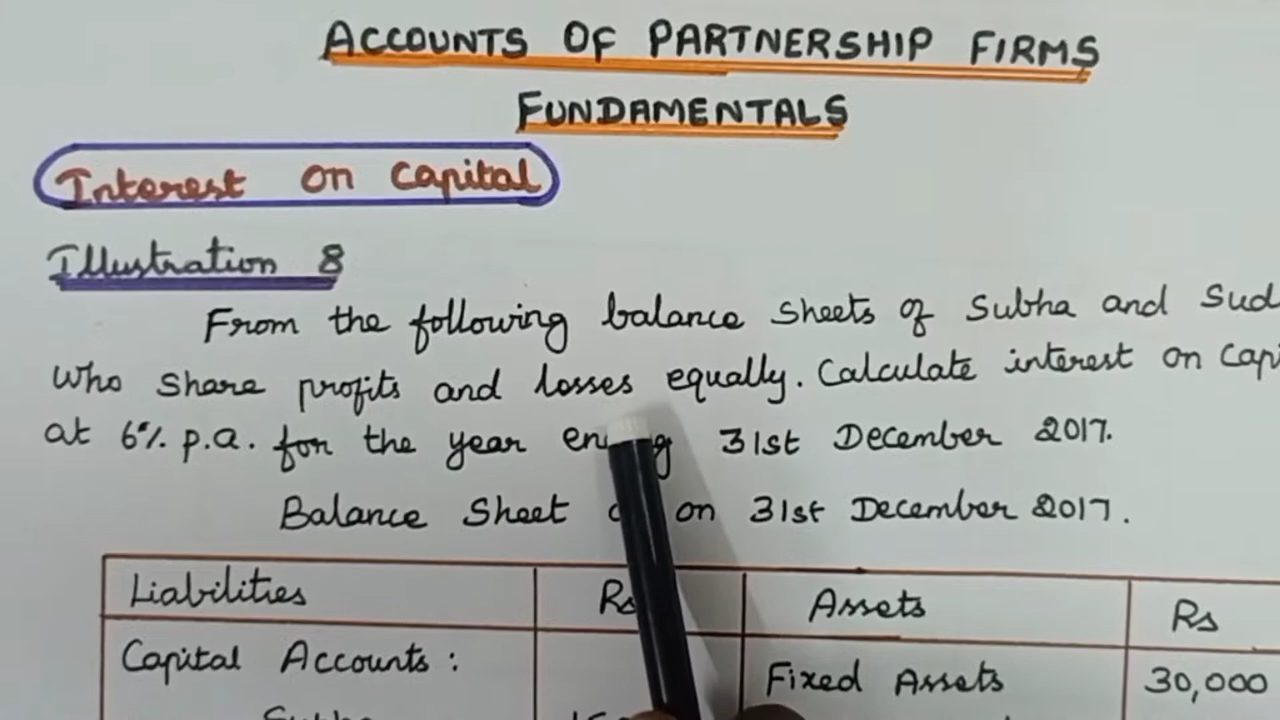 ACCOUNTS OF PARTNERSHIP FIRMS
FUNDAMENTALS
Interest on capital
Illustration 8
From the following balance sheets of Subha and
who share profits and losses equally. Calculate interest on
at 6% p.a. for the year 31st December 2017.
Balance Sheet on 31st December 2017.
Liabilities Rs Assets Rs
Capital Accounts : Fixed Assets 30,000